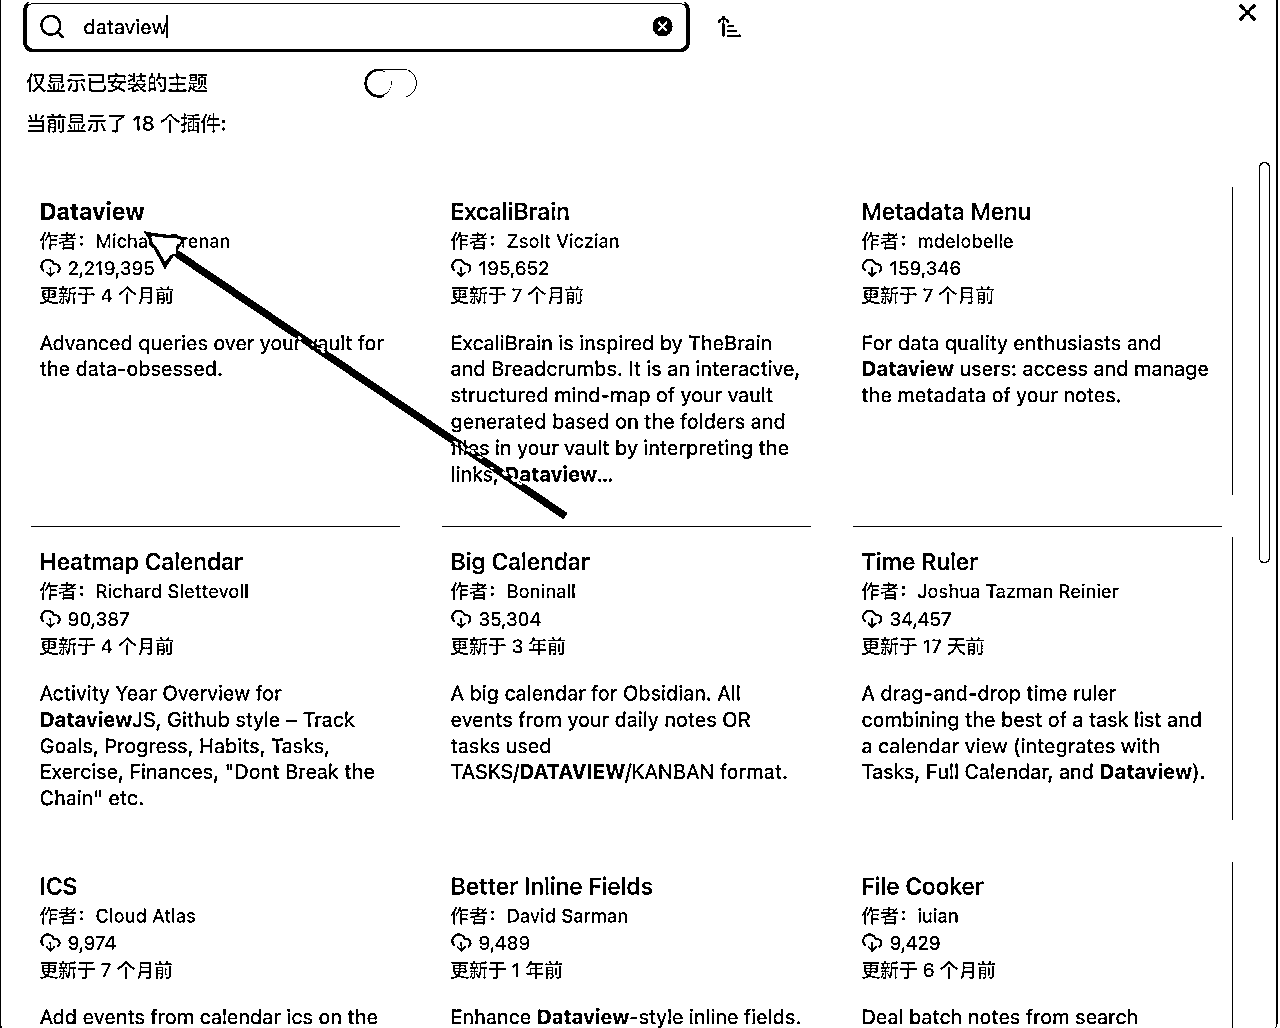 dataview
仅显示已安装的主题
当前显示了 18 个插件:
Dataview
作者：Micha renan
2,219,395
更新于 4 个月前
Advanced queries over your vault for
the data-obsessed.
ExcaliBrain
作者：Zsolt Viczian
195,652
更新于 7 个月前
ExcaliBrain is inspired by TheBrain
and Breadcrumbs. It is an interactive,
structured mind-map of your vault
generated based on the folders and
files in your vault by interpreting the
links, Dataview...
Metadata Menu
作者：mdelobelle
159,346
更新于 7 个月前
For data quality enthusiasts and
Dataview users: access and manage
the metadata of your notes.
Heatmap Calendar
作者：Richard Slettevoll
90,387
更新于 4 个月前
Activity Year Overview for
DataviewJS, Github style – Track
Goals, Progress, Habits, Tasks,
Exercise, Finances, "Dont Break the
Chain" etc.
Big Calendar
作者：Boninall
35,304
更新于 3 年前
A big calendar for Obsidian. All
events from your daily notes OR
tasks used
TASKS/DATAVIEW/KANBAN format.
Time Ruler
作者：Joshua Tazman Reinier
34,457
更新于 17 天前
A drag-and-drop time ruler
combining the best of a task list and
a calendar view (integrates with
Tasks, Full Calendar, and Dataview).
ICS
作者：Cloud Atlas
9,974
更新于 7 个月前
Add events from calendar ics on the
Better Inline Fields
作者：David Sarman
9,489
更新于 1 年前
Enhance Dataview-style inline fields.
File Cooker
作者：iuian
9,429
更新于 6 个月前
Deal batch notes from search